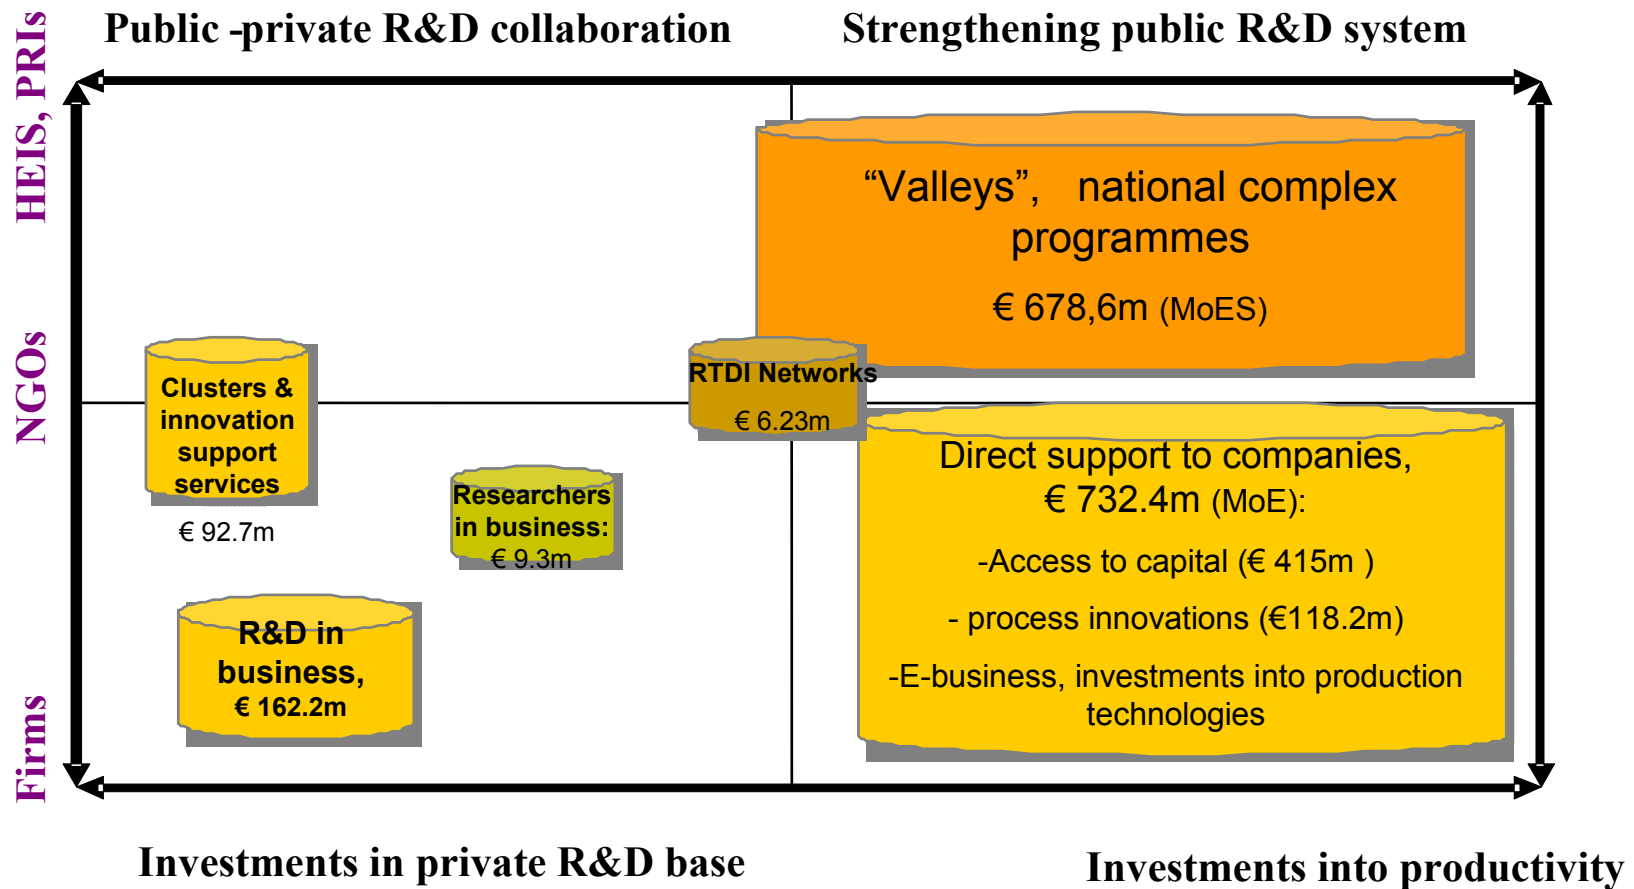 Public -private R&D collaboration
Strengthening public R&D system
HEIS, PRIs
NGOs
Firms
“Valleys”, national complex
programmes
€ 678,6m (MoES)
Clusters &
innovation
support
services
€ 92.7m
RTDI Networks
€ 6.23m
Researchers
in business:
€ 9.3m
R&D in
business,
€ 162.2m
Direct support to companies,
€ 732.4m (MoE):
-Access to capital (€ 415m )
- process innovations (€118.2m)
-E-business, investments into production
technologies
Investments in private R&D base
Investments into productivity